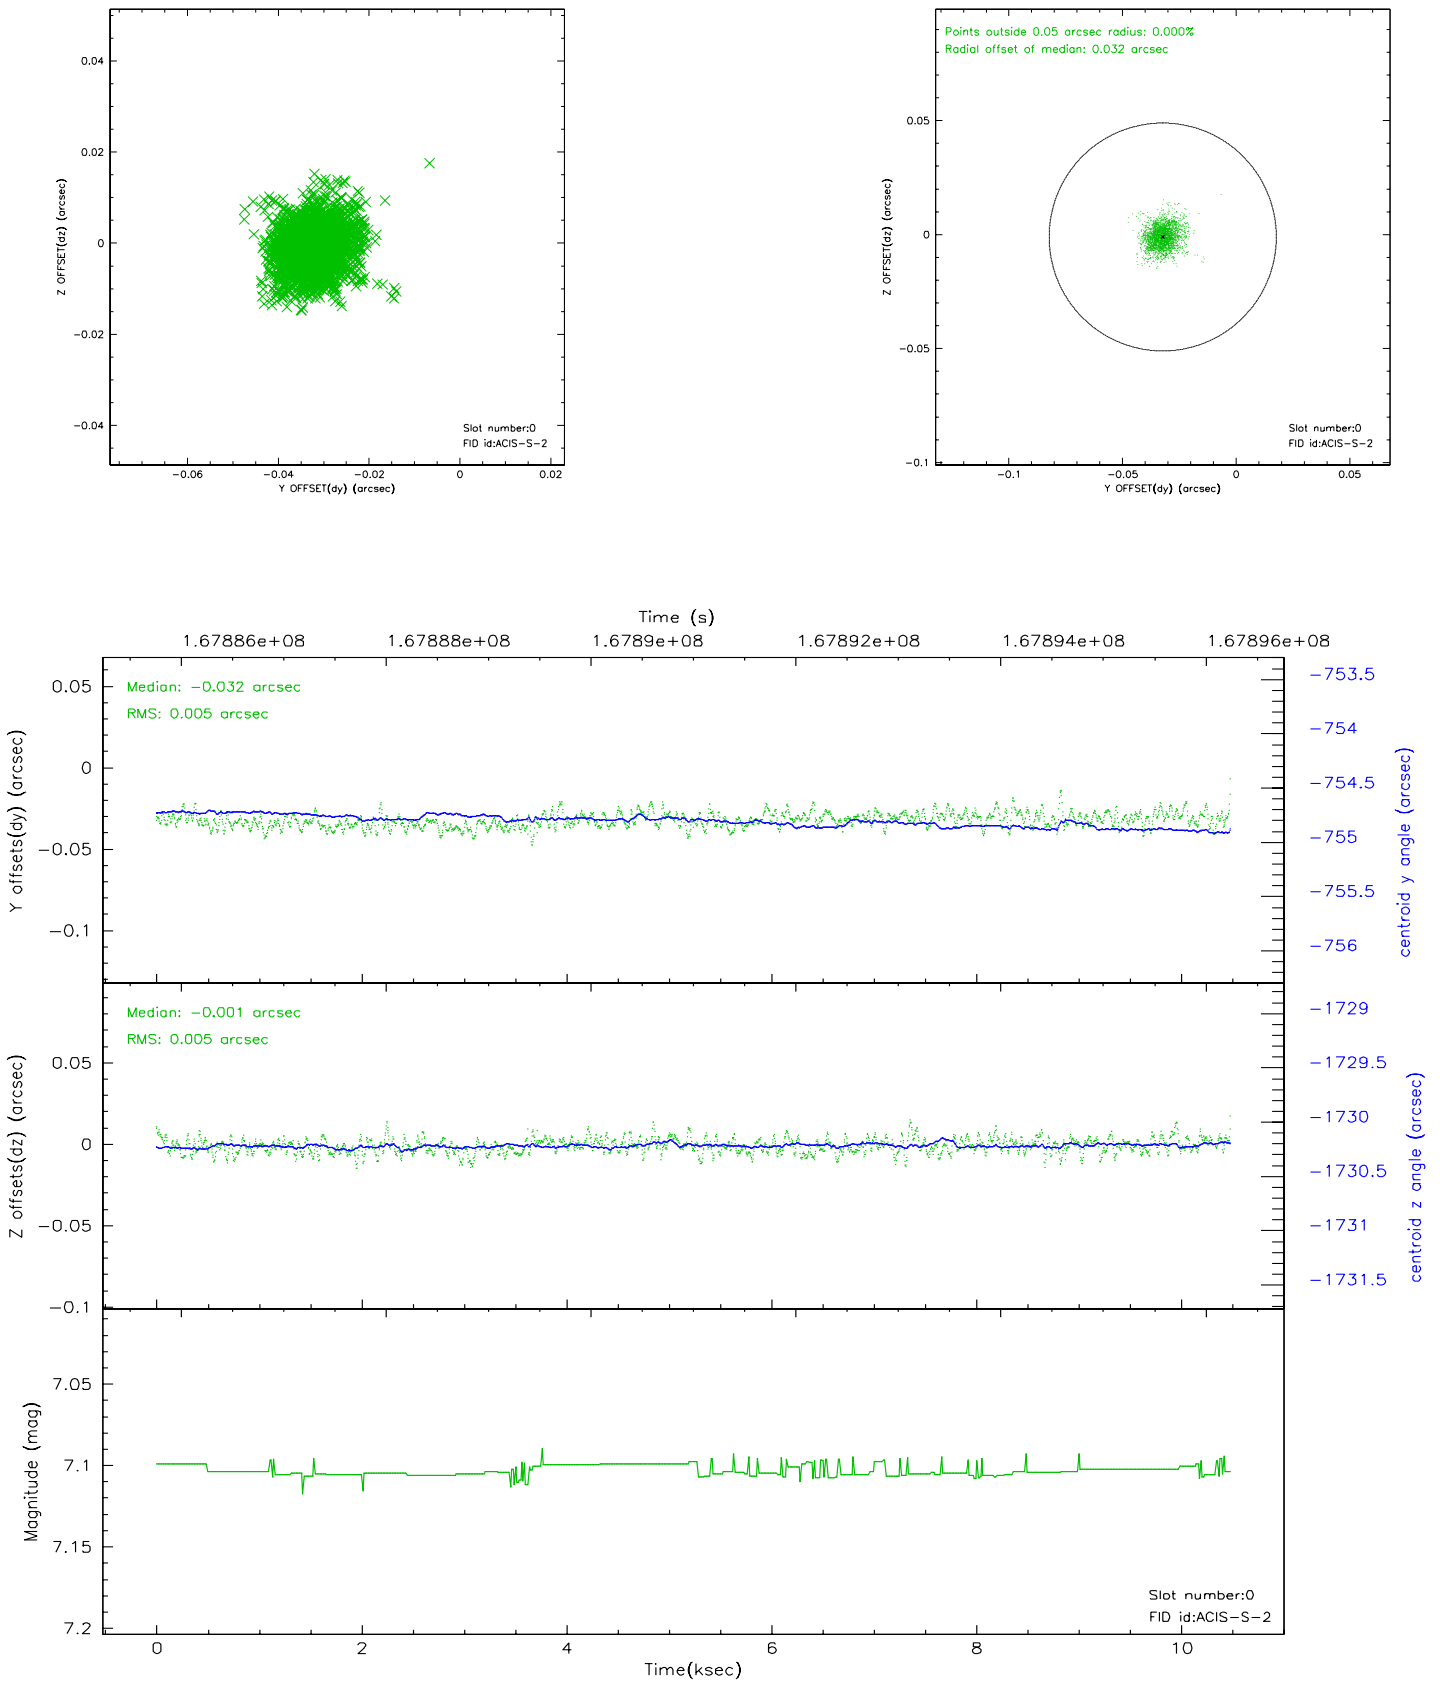 0.04
0.02
0
−0.02
−0.04
Z OFFSET(dz) (arcsec)
Slot number:0
FID id:ACIS−S−2
−0.06
−0.04
−0.02
0
0.02
Y OFFSET(dy) (arcsec)
Points outside 0.05 arcsec radius: 0.000%
Radial offset of median: 0.032 arcsec
0.05
0
−0.05
−0.1
Z OFFSET(dz) (arcsec)
Slot number:0
FID id:ACIS−S−2
−0.1
−0.05
0
0.05
Y OFFSET(dy) (arcsec)
Time (s)
1.67886e+08
1.67888e+08
1.6789e+08
1.67892e+08
1.67894e+08
1.67896e+08
Median: −0.032 arcsec
RMS: 0.005 arcsec
0.05
0
−0.05
−0.1
Y offsets(dy) (arcsec)
−753.5
−754
−754.5
−755
−755.5
−756
centroid y angle (arcsec)
Median: −0.001 arcsec
RMS: 0.005 arcsec
0.05
0
−0.05
−0.1
Z offsets(dz) (arcsec)
−1729
−1729.5
−1730
−1730.5
−1731
−1731.5
centroid z angle (arcsec)
7.05
7.1
7.15
7.2
Magnitude (mag)
Slot number:0
FID id:ACIS−S−2
0
2
4
6
8
10
Time(ksec)